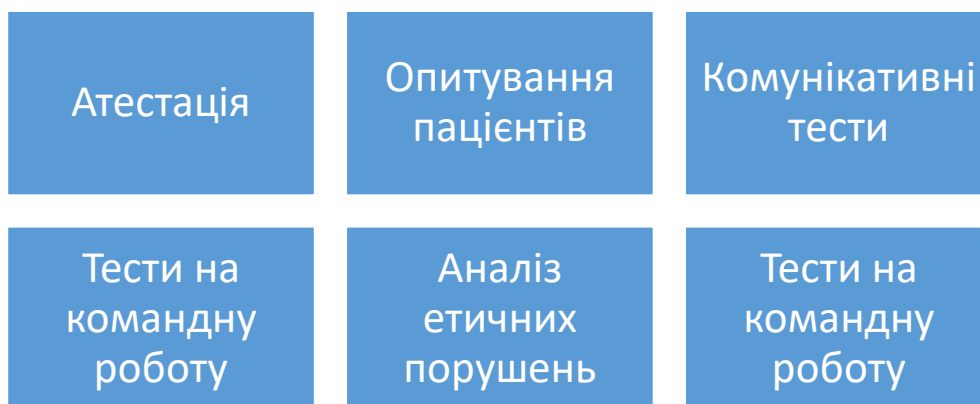 Атестація
Опитування
пацієнтів
Комунікативні
тести
Тести на
командну
роботу
Аналіз
етичних
порушень
Тести на
командну
роботу